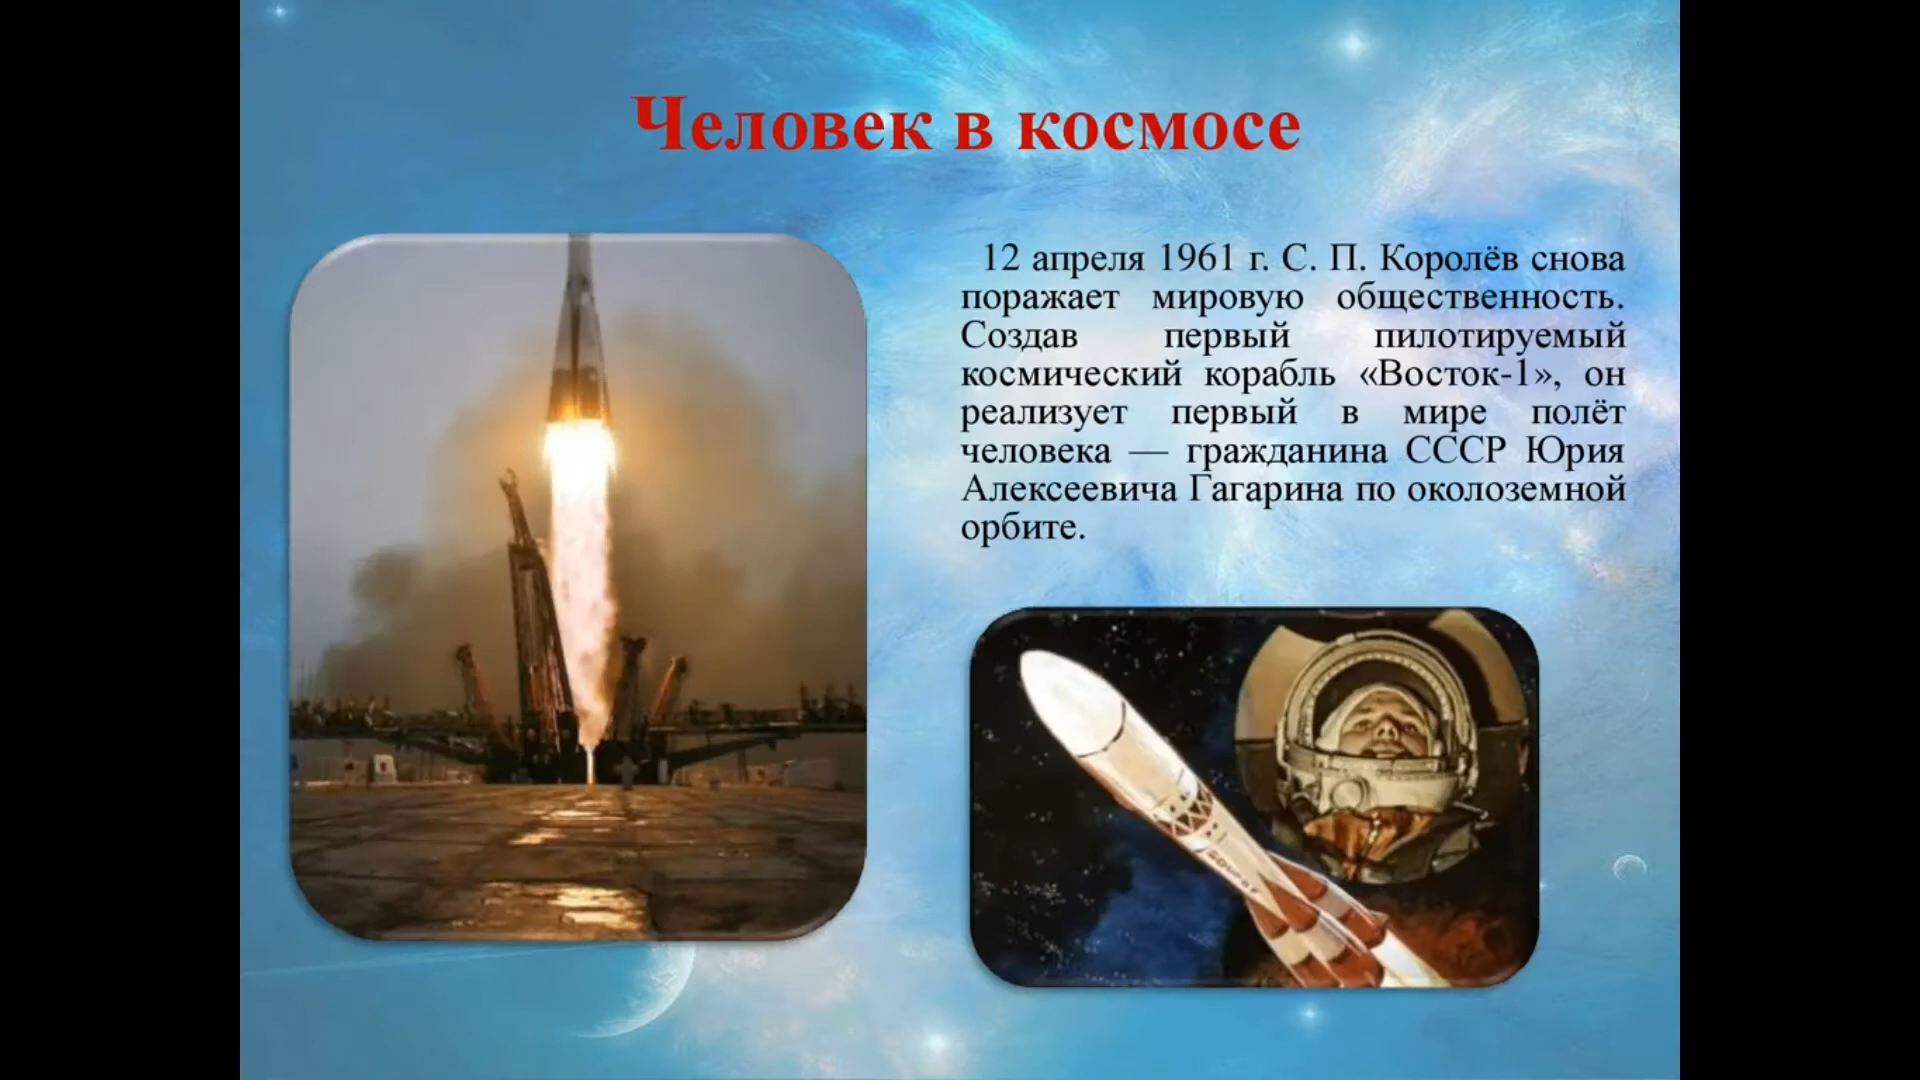 Человек в космосе
12 апреля 1961 г. С. П. Королёв снова
поражает мировую общественность.
Создав первый пилотируемый
космический корабль «Восток-1», он
реализует первый в мире полёт
человека — гражданина СССР Юрия
Алексеевича Гагарина по околоземной
орбите.